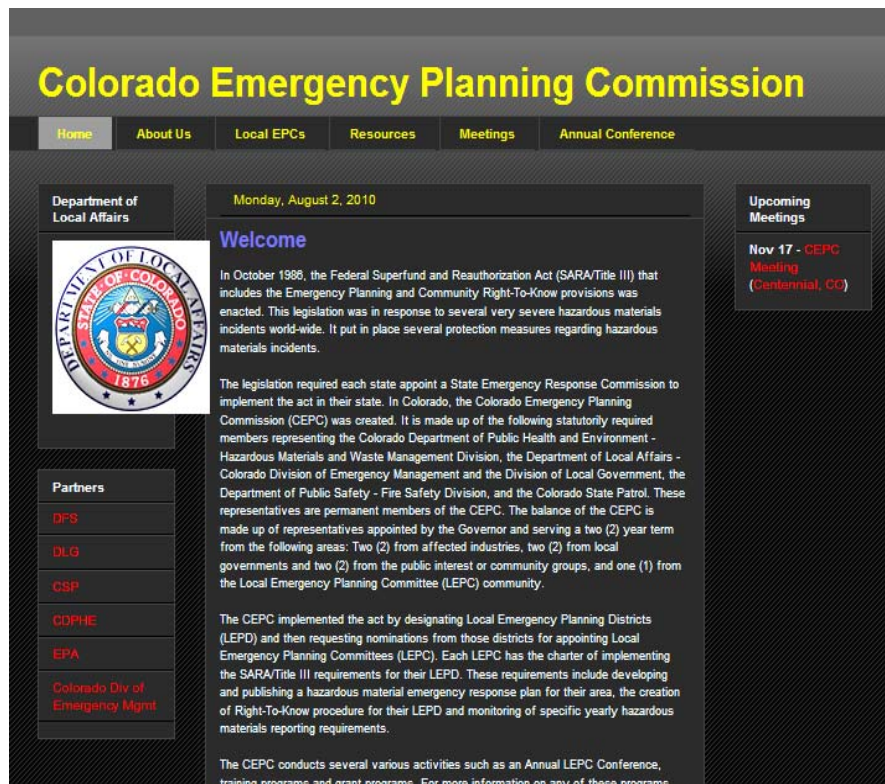 Colorado Emergency Planning Commission
Home About Us Local EPCs Resources Meetings Annual Conference
Department of
Local Affairs
DEPARTMENT OF LOCAL AFFAIRS
STATE OF COLORADO
1876
Partners
DFS
DLG
CSP
CDPHE
EPA
Colorado Div of
Emergency Mgmt
Monday, August 2, 2010
Welcome
In October 1986, the Federal Superfund and Reauthorization Act (SARA/Title III) that
includes the Emergency Planning and Community Right-To-Know provisions was
enacted. This legislation was in response to several very severe hazardous materials
incidents world-wide. It put in place several protection measures regarding hazardous
materials incidents.
The legislation required each state appoint a State Emergency Response Commission to
implement the act in their state. In Colorado, the Colorado Emergency Planning
Commission (CEPC) was created. It is made up of the following statutorily required
members representing the Colorado Department of Public Health and Environment -
Hazardous Materials and Waste Management Division, the Department of Local Affairs -
Colorado Division of Emergency Management and the Division of Local Government, the
Department of Public Safety - Fire Safety Division, and the Colorado State Patrol. These
representatives are permanent members of the CEPC. The balance of the CEPC is
made up of representatives appointed by the Governor and serving a two (2) year term
from the following areas: Two (2) from affected industries, two (2) from local
governments and two (2) from the public interest or community groups, and one (1) from
the Local Emergency Planning Committee (LEPC) community.
The CEPC implemented the act by designating Local Emergency Planning Districts
(LEPD) and then requesting nominations from those districts for appointing Local
Emergency Planning Committees (LEPC). Each LEPC has the charter of implementing
the SARA/Title III requirements for their LEPD. These requirements include developing
and publishing a hazardous material emergency response plan for their area, the creation
of Right-To-Know procedure for their LEPD and monitoring of specific yearly hazardous
materials reporting requirements.
The CEPC conducts several various activities such as an Annual LEPC Conference,
training programs and grant programs. For more information on any of these programs
Upcoming
Meetings
Nov 17 - CEPC
Meeting
(Centennial, CO)